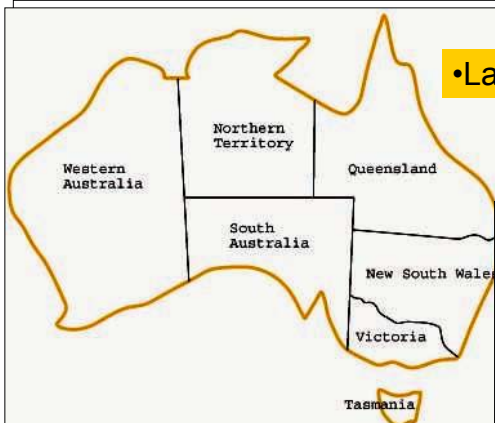 •La
Northern
Territory
Western
Australia
Queensland
South
Australia
New South Wale
Victoria
Tasmania